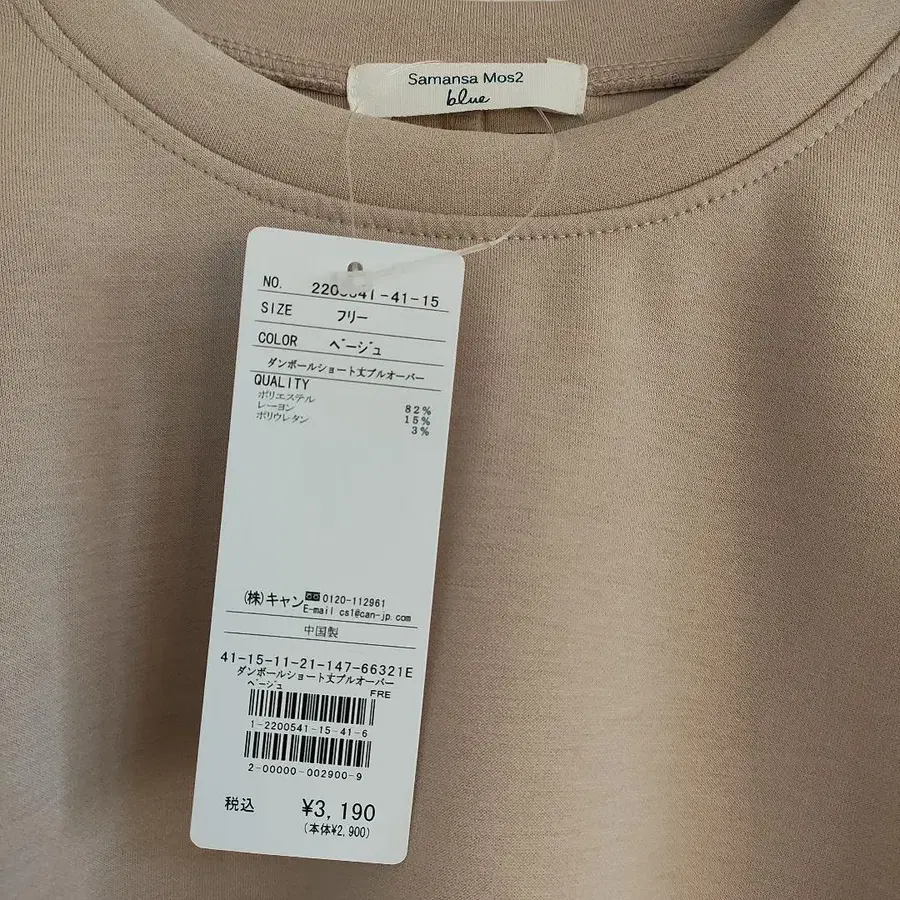 Samansa Mos2
blue
NO. 2200541-41-15
SIZE フリー
COLOR ベージュ
ダンボールショート丈プルオーバー
QUALITY
ポリエステル 82%
レーヨン 15%
ポリウレタン 3%
(株)キャン 0120-112961
E-mail cs1@can-jp.com
中国製
41-15-11-21-147-66321E
ダンボールショート丈プルオーバー
ベージュ FRE
1-2200541-15-41-6
2-00000-002900-9
税込 ¥3,190
(本体¥2,900)